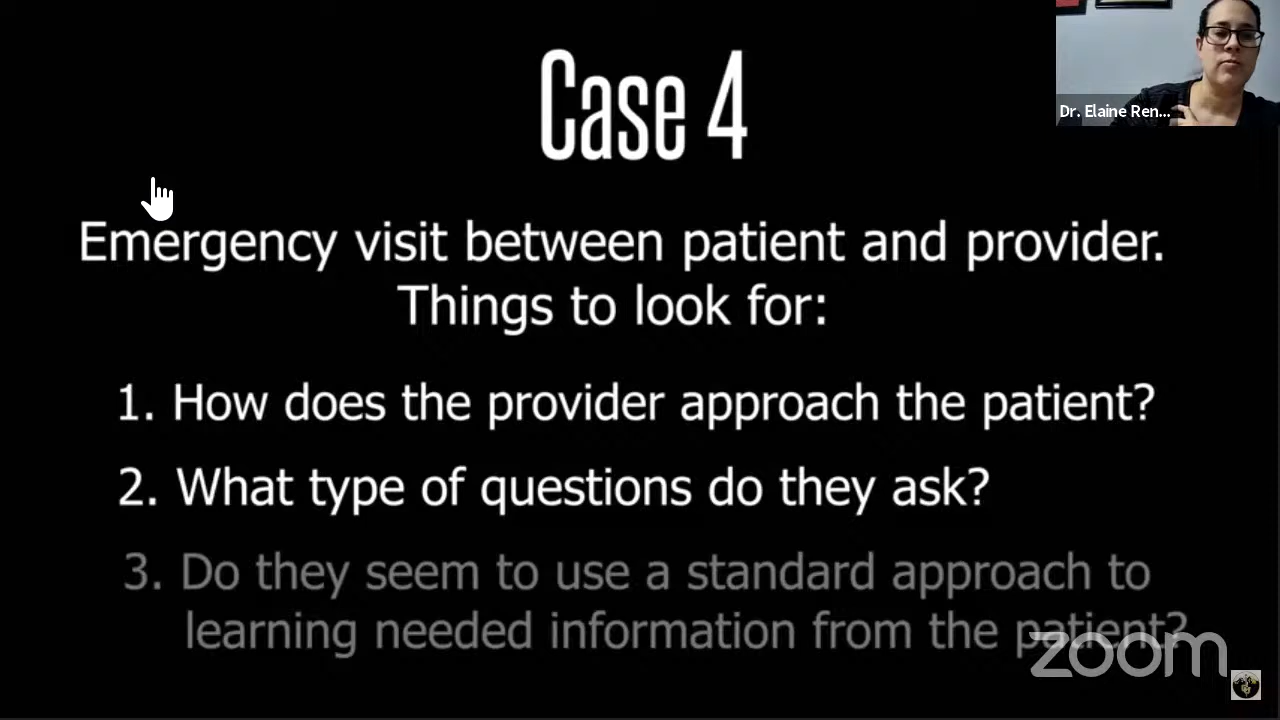 Case 4
Dr. Elaine Ren...
Emergency visit between patient and provider.
Things to look for:
1. How does the provider approach the patient?
2. What type of questions do they ask?
3. Do they seem to use a standard approach to
learning needed information from the patient?
zoom